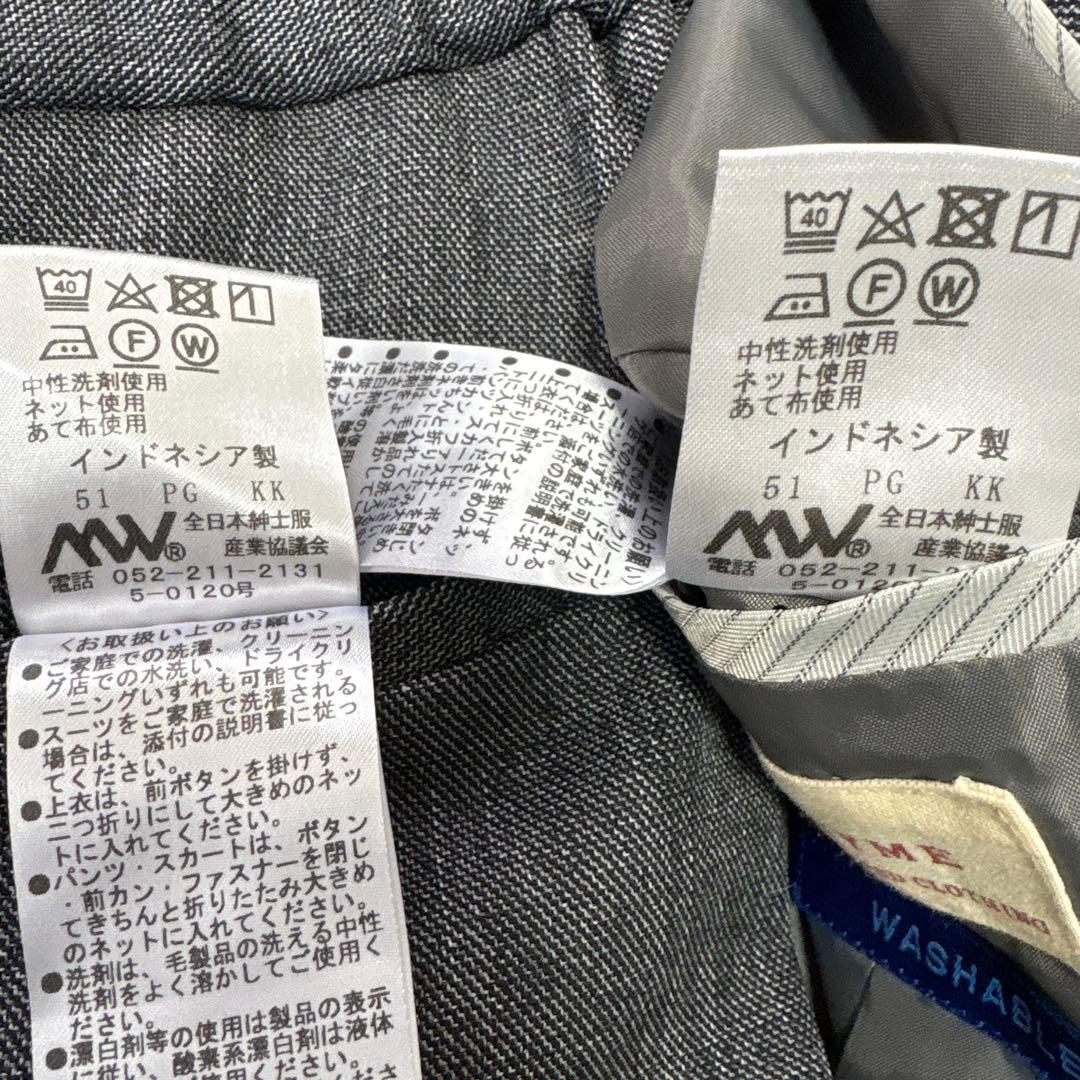 40
F W
中性洗剤使用
ネット使用
あて布使用
インドネシア製
51 PG KK
MW® 全日本紳士服
産業協議会
電話 052-211-2131
5-0120号
<お取扱い上のお願い>
●ご家庭での洗濯、クリーニン
グ店での水洗い、ドライクリ
ーニングいずれも可能です。
●スーツをご家庭で洗濯される
場合は、添付の説明書に従っ
てください。
●上衣は、前ボタンを掛けず、
二つ折りにして大きめのネッ
トに入れてください。
●パンツ・スカートは、ボタン
・前カン・ファスナーを閉じ
てきちんと折りたたみ大きめ
のネットに入れてください。
●洗剤は、毛製品の洗える中性
洗剤をよく溶かしてご使用く
ださい。
●漂白剤等の使用は製品の表示
に従い、酸素系漂白剤は液体
40
F W
中性洗剤使用
ネット使用
あて布使用
インドネシア製
51 PG KK
MW® 全日本紳士服
産業協議会
電話 052-211-2
YME
CLOTHING
WASHABLE